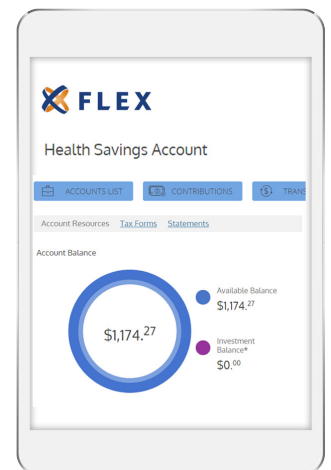 FLEX
Health Savings Account
ACCOUNTS LIST CONTRIBUTIONS TRANS
Account Resources Tax Forms Statements
Account Balance
Available Balance
$1,174.27
$1,174.27
Investment
Balance*
$0.00